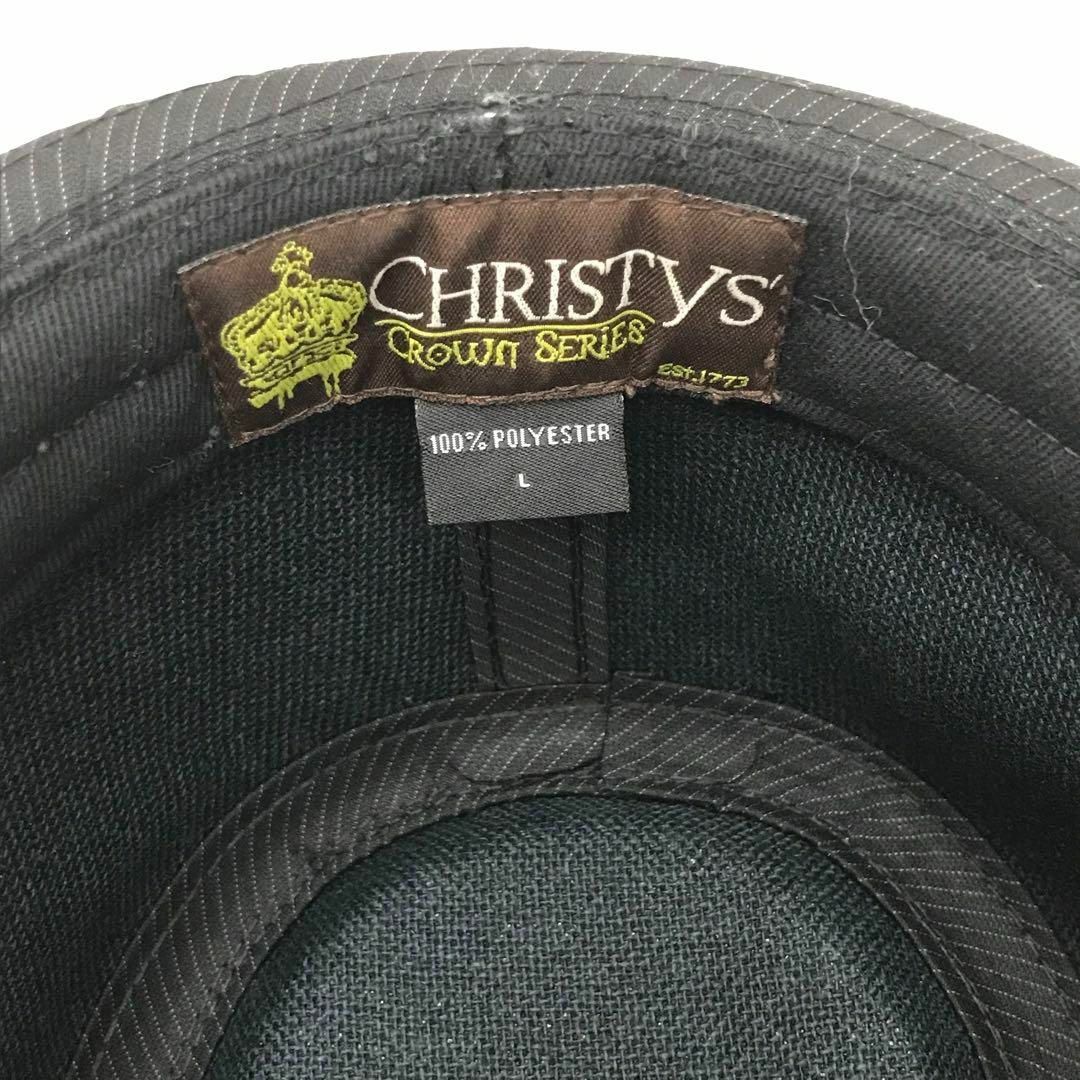 CHRISTYS'
CROWN SERIES
est.1773
100% POLYESTER
L